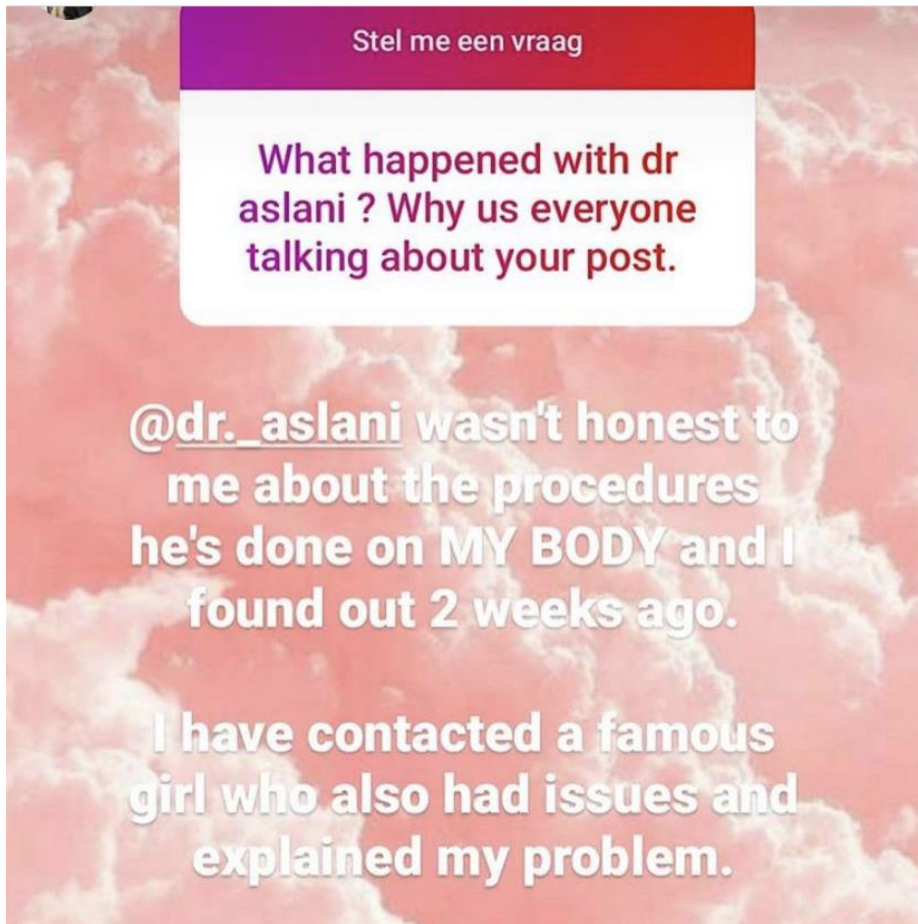 Stel me een vraag
What happened with dr
aslani ? Why us everyone
talking about your post.
@dr._aslani wasn't honest to
me about the procedures
he's done on MY BODY and I
found out 2 weeks ago.
I have contacted a famous
girl who also had issues and
explained my problem.